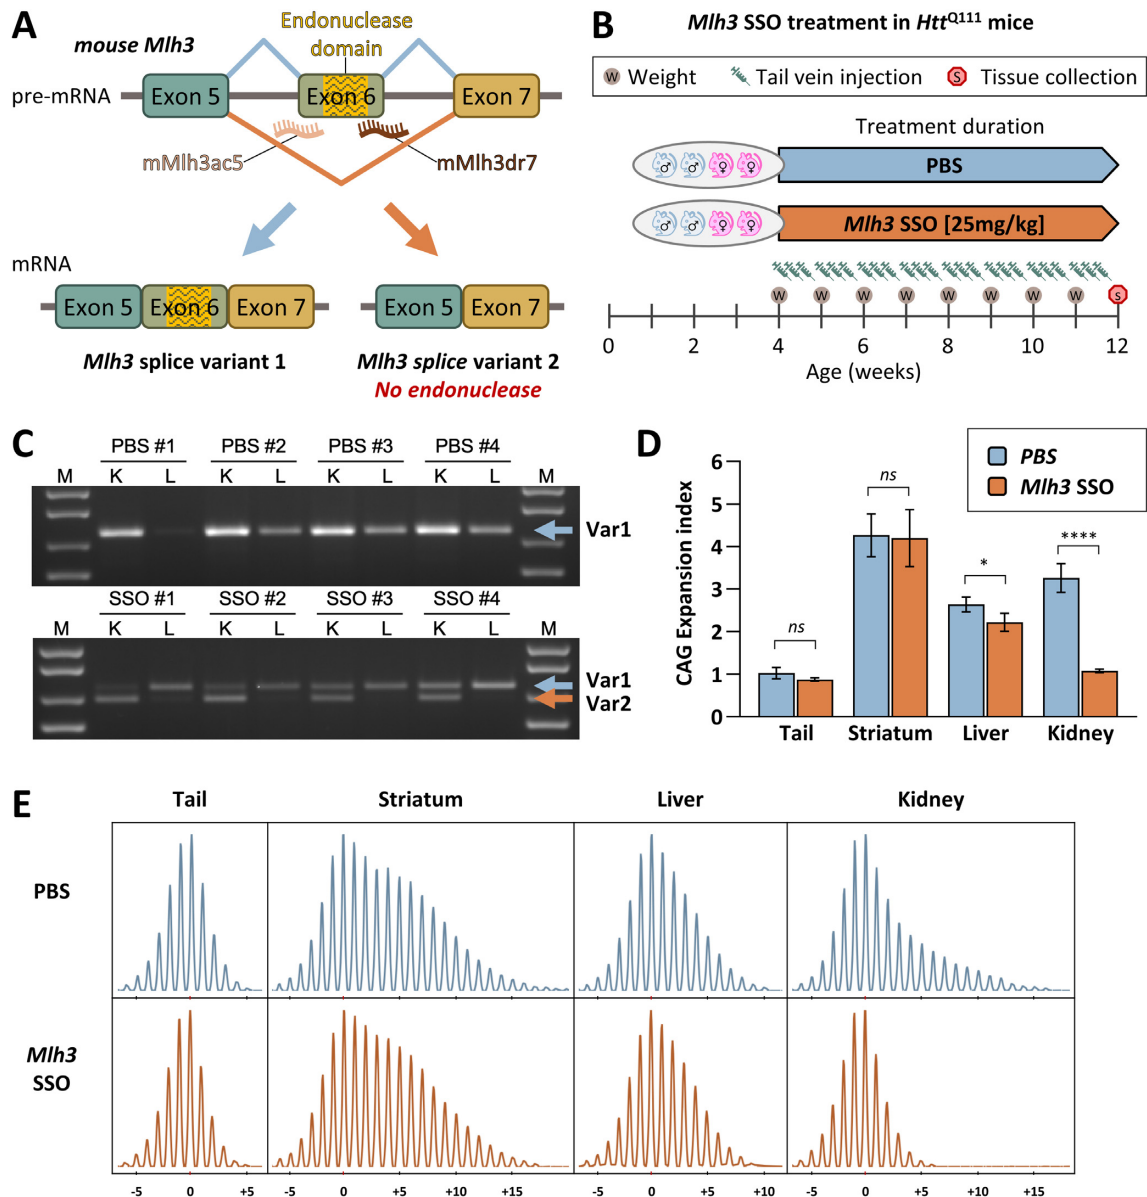 A
mouse Mlh3
Endonuclease
domain
pre-mRNA
Exon 5
Exon 6
Exon 7
mMlh3ac5
mMlh3dr7
mRNA
Exon 5
Exon 6
Exon 7
Exon 5
Exon 7
Mlh3 splice variant 1
Mlh3 splice variant 2
No endonuclease
B
Mlh3 SSO treatment in HttQ111 mice
W Weight
Tail vein injection
S Tissue collection
Treatment duration
♂ ♂ ♀ ♀
PBS
♂ ♂ ♀ ♀
Mlh3 SSO [25mg/kg]
W W W W W W W W S
0 2 4 6 8 10 12
Age (weeks)
C
PBS #1 PBS #2 PBS #3 PBS #4
M K L K L K L K L M
Var1
SSO #1 SSO #2 SSO #3 SSO #4
M K L K L K L K L M
Var1
Var2
D
PBS
Mlh3 SSO
CAG Expansion index
6
5
4
3
2
1
0
ns
ns
*
****
Tail Striatum Liver Kidney
E
Tail Striatum Liver Kidney
PBS
Mlh3
SSO
-5 0 +5 -5 0 +5 +10 +15 -5 0 +5 +10 -5 0 +5 +10 +15